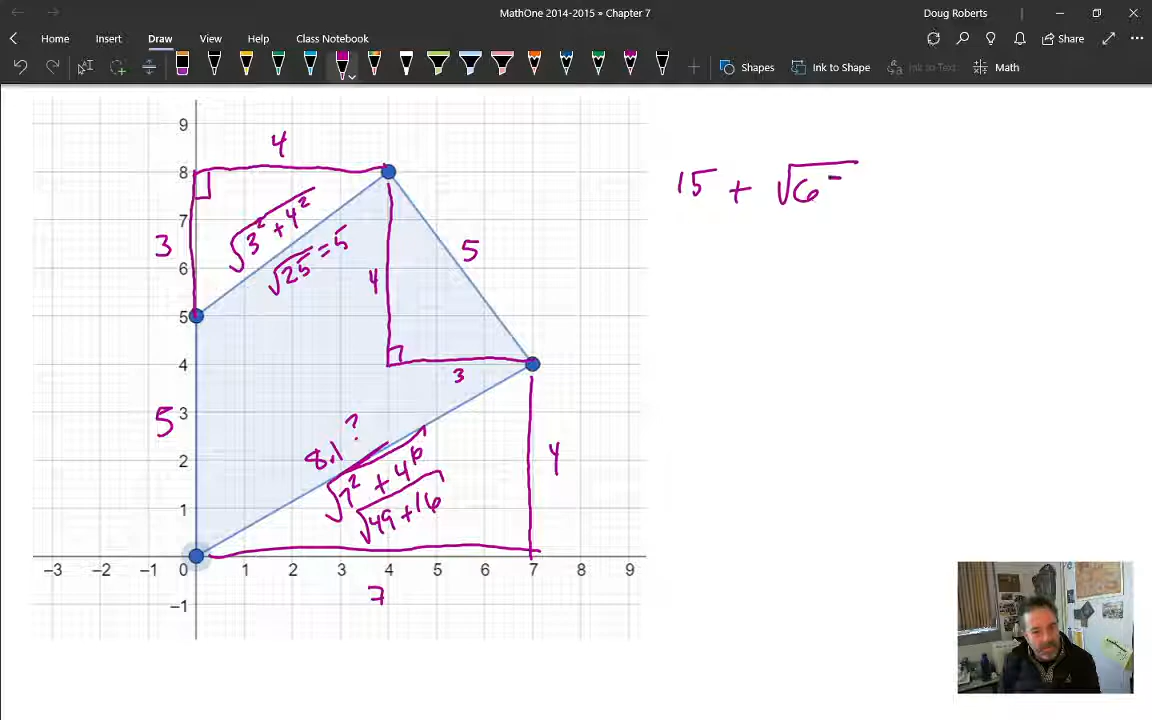 MathOne 2014-2015 » Chapter 7
Doug Roberts
Home Insert Draw View Help Class Notebook
Share
Shapes
Ink to Shape
Ink to Text
Math
9
8
7
6
5
4
3
2
1
0
−1
−3 −2 −1 0 1 2 3 4 5 6 7 8 9
4
3
√3² + 4²
√25 = 5
4
5
3
5
8.1 ?
√7² + 4
√49 + 16
4
7
15 + √6